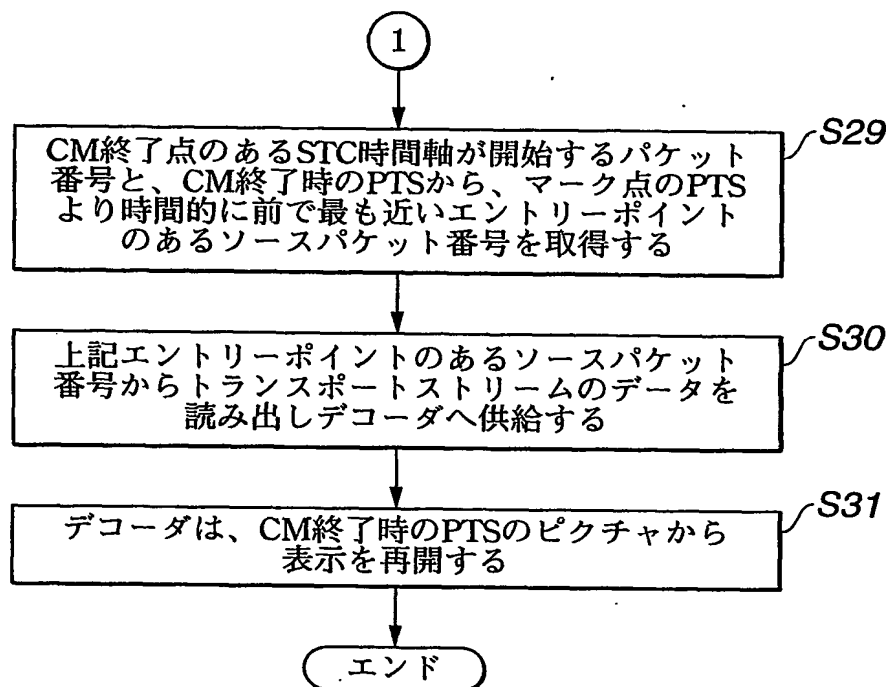 1
S29
CM終了点のあるSTC時間軸が開始するパケット
番号と、CM終了時のPTSから、マーク点のPTS
より時間的に前で最も近いエントリーポイント
のあるソースパケット番号を取得する
S30
上記エントリーポイントのあるソースパケット
番号からトランスポートストリームのデータを
読み出しデコーダへ供給する
S31
デコーダは、CM終了時のPTSのピクチャから
表示を再開する
エンド